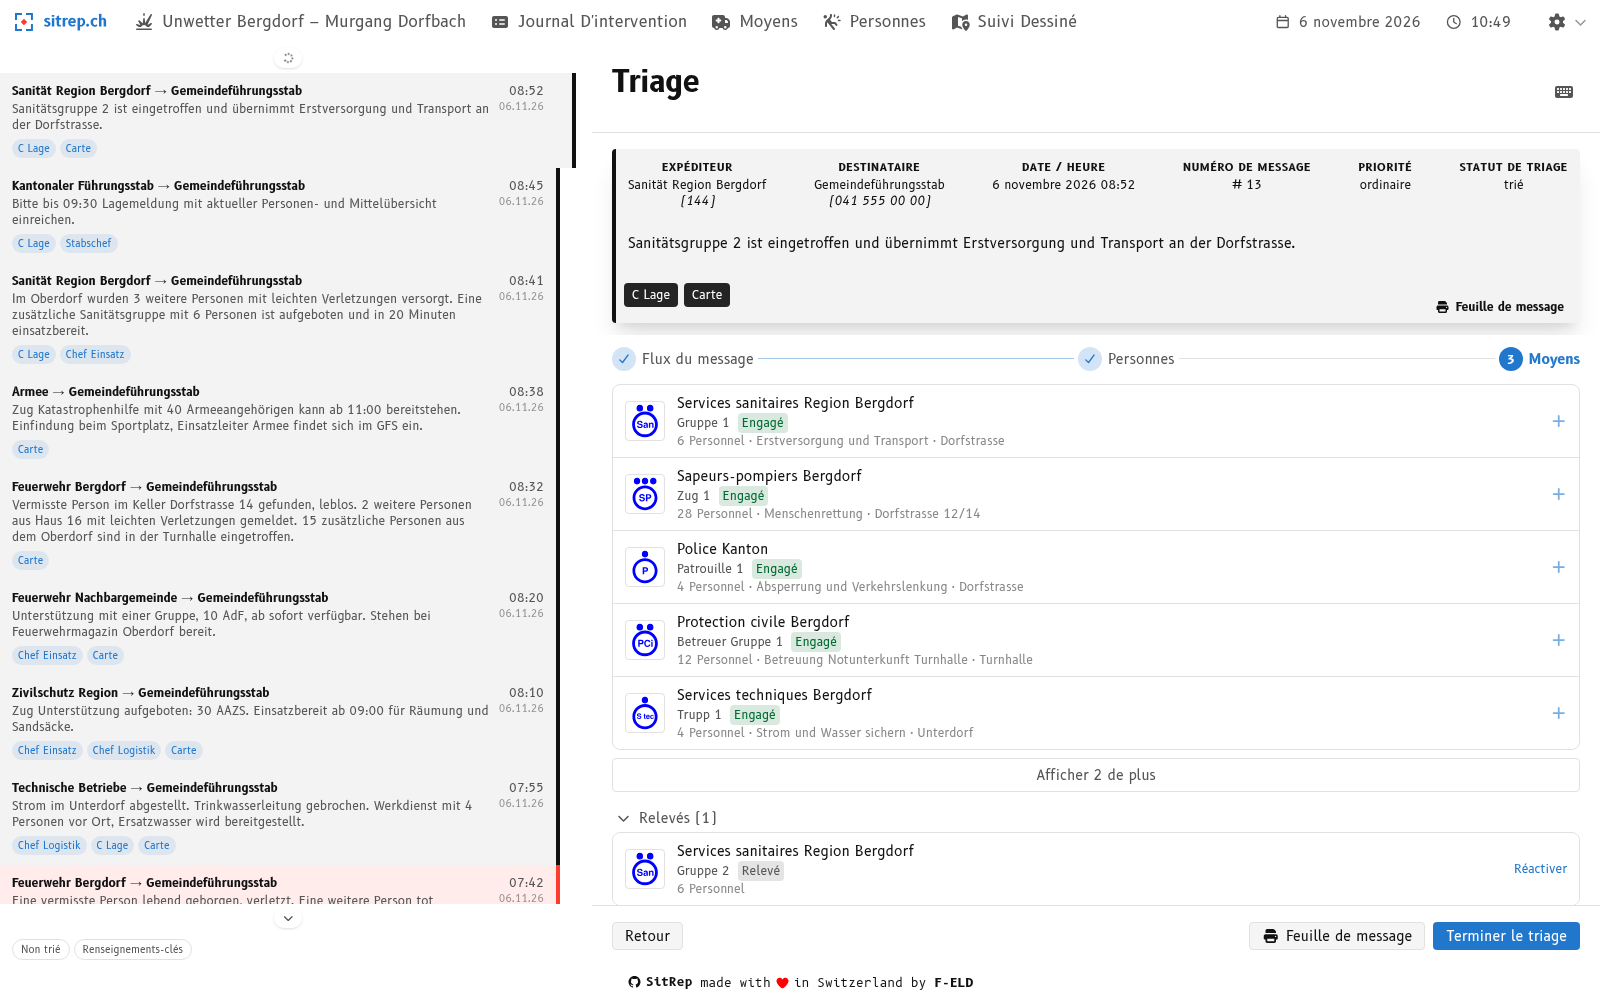 sitrep.ch
Unwetter Bergdorf – Murgang Dorfbach
Journal D'intervention
Moyens
Personnes
Suivi Dessiné
6 novembre 2026
10:49
Sanität Region Bergdorf → Gemeindeführungsstab
08:52
Sanitätsgruppe 2 ist eingetroffen und übernimmt Erstversorgung und Transport an
06.11.26
der Dorfstrasse.
C Lage
Carte
Kantonaler Führungsstab → Gemeindeführungsstab
08:45
Bitte bis 09:30 Lagemeldung mit aktueller Personen- und Mittelübersicht
06.11.26
einreichen.
C Lage
Stabschef
Sanität Region Bergdorf → Gemeindeführungsstab
08:41
Im Oberdorf wurden 3 weitere Personen mit leichten Verletzungen versorgt. Eine
06.11.26
zusätzliche Sanitätsgruppe mit 6 Personen ist aufgeboten und in 20 Minuten
einsatzbereit.
C Lage
Chef Einsatz
Armee → Gemeindeführungsstab
08:38
Zug Katastrophenhilfe mit 40 Armeeangehörigen kann ab 11:00 bereitstehen.
06.11.26
Einfindung beim Sportplatz, Einsatzleiter Armee findet sich im GFS ein.
Carte
Feuerwehr Bergdorf → Gemeindeführungsstab
08:32
Vermisste Person im Keller Dorfstrasse 14 gefunden, leblos. 2 weitere Personen
06.11.26
aus Haus 16 mit leichten Verletzungen gemeldet. 15 zusätzliche Personen aus
dem Oberdorf sind in der Turnhalle eingetroffen.
Carte
Feuerwehr Nachbargemeinde → Gemeindeführungsstab
08:20
Unterstützung mit einer Gruppe, 10 AdF, ab sofort verfügbar. Stehen bei
06.11.26
Feuerwehrmagazin Oberdorf bereit.
Chef Einsatz
Carte
Zivilschutz Region → Gemeindeführungsstab
08:10
Zug Unterstützung aufgeboten: 30 AAZS. Einsatzbereit ab 09:00 für Räumung und
06.11.26
Sandsäcke.
Chef Einsatz
Chef Logistik
Carte
Technische Betriebe → Gemeindeführungsstab
07:55
Strom im Unterdorf abgestellt. Trinkwasserleitung gebrochen. Werkdienst mit 4
06.11.26
Personen vor Ort, Ersatzwasser wird bereitgestellt.
Chef Logistik
C Lage
Carte
Feuerwehr Bergdorf → Gemeindeführungsstab
07:42
Eine vermisste Person lebend geborgen, verletzt. Eine weitere Person tot
06.11.26
Non trié
Renseignements-clés
Triage
EXPÉDITEUR
Sanität Region Bergdorf
[144]
DESTINATAIRE
Gemeindeführungsstab
[041 555 00 00]
DATE / HEURE
6 novembre 2026 08:52
NUMÉRO DE MESSAGE
# 13
PRIORITÉ
ordinaire
STATUT DE TRIAGE
trié
Sanitätsgruppe 2 ist eingetroffen und übernimmt Erstversorgung und Transport an der Dorfstrasse.
C Lage
Carte
Feuille de message
Flux du message
Personnes
3
Moyens
San
Services sanitaires Region Bergdorf
Gruppe 1
Engagé
6 Personnel · Erstversorgung und Transport · Dorfstrasse
SP
Sapeurs-pompiers Bergdorf
Zug 1
Engagé
28 Personnel · Menschenrettung · Dorfstrasse 12/14
P
Police Kanton
Patrouille 1
Engagé
4 Personnel · Absperrung und Verkehrslenkung · Dorfstrasse
PCi
Protection civile Bergdorf
Betreuer Gruppe 1
Engagé
12 Personnel · Betreuung Notunterkunft Turnhalle · Turnhalle
S tec
Services techniques Bergdorf
Trupp 1
Engagé
4 Personnel · Strom und Wasser sichern · Unterdorf
Afficher 2 de plus
Relevés (1)
San
Services sanitaires Region Bergdorf
Gruppe 2
Relevé
6 Personnel
Réactiver
Retour
Feuille de message
Terminer le triage
SitRep made with ❤ in Switzerland by F-ELD